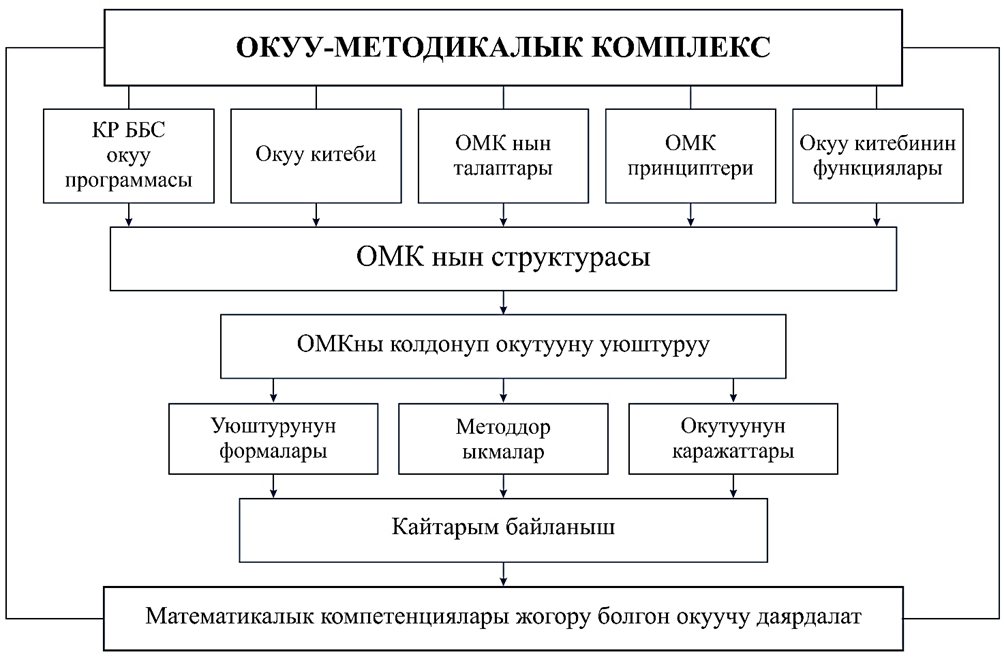 ОКУУ-МЕТОДИКАЛЫК КОМПЛЕКС
КР ББС
окуу
программасы
Окуу китеби
ОМК нын
талаптары
ОМК
принциптери
Окуу китебинин
функциялары
ОМК нын структурасы
ОМКны колдонуп окутууну уюштуруу
Уюштурунун
формалары
Методдор
ыкмалар
Окутуунун
каражаттары
Кайтарым байланыш
Математикалык компетенциялары жогору болгон окуучу даярдалат